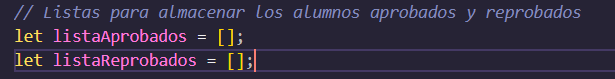 // Listas para almacenar los alumnos aprobados y reprobados
let listaAprobados = [];
let listaReprobados = [];